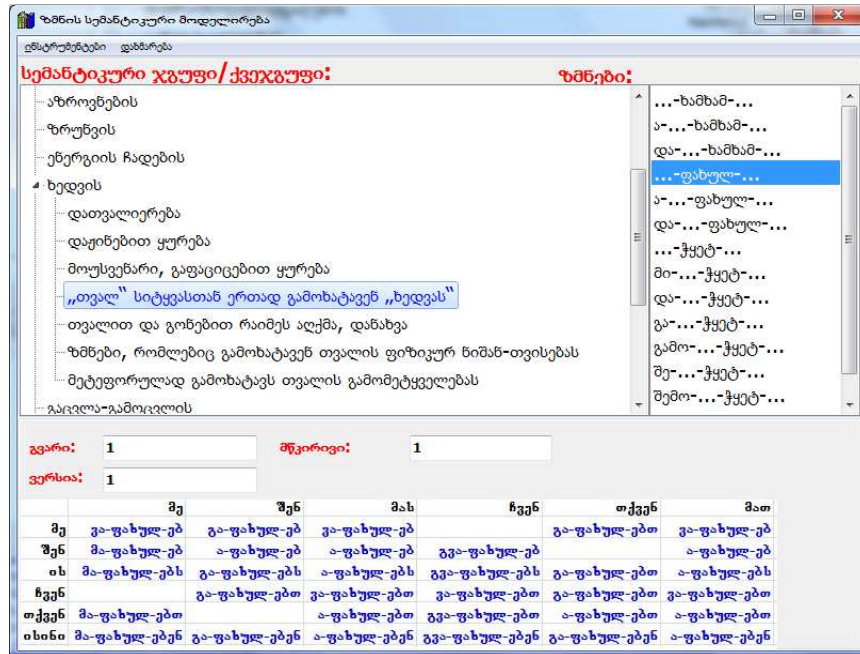 ზმნის სემანტიკური მოდელირება
ინსტრუმენტები დახმარება
სემანტიკური ჯგუფი/ქვეჯგუფი: ზმნები:
აზროვნების
ზრუნვის
ენერგიის ჩადების
ხედვის
დათვალიერება
დაჟინებით ყურება
მოუსვენარი, გაფაციცებით ყურება
„თვალ“ სიტყვასთან ერთად გამოხატავენ „ხედვას“
თვალით და გონებით რაიმეს აღქმა, დანახვა
ზმნები, რომლებიც გამოხატავენ თვალის ფიზიკურ ნიშან-თვისებას
მეტეფორულად გამოხატავს თვალის გამომეტყველებას
გაცვლა-გამოცვლის
...-ხამხამ-...
ა-...-ხამხამ-...
და-...-ხამხამ-...
...-ფახულ-...
ა-...-ფახულ-...
და-...-ფახულ-...
...-ჭყეტ-...
მი-...-ჭყეტ-...
და-...-ჭყეტ-...
გა-...-ჭყეტ-...
გამო-...-ჭყეტ-...
შე-...-ჭყეტ-...
შემო-...-ჭყეტ-...
გვარი: 1 მწკრივი: 1
ვერსია: 1
მე შენ მას ჩვენ თქვენ მათ
მე ვა-ფახულ-ებ გა-ფახულ-ებ ვა-ფახულ-ებ გა-ფახულ-ებთ ვა-ფახულ-ებ
შენ მა-ფახულ-ებ ა-ფახულ-ებ ა-ფახულ-ებ გვა-ფახულ-ებ ა-ფახულ-ებ
ის მა-ფახულ-ებს გა-ფახულ-ებს ა-ფახულ-ებს გვა-ფახულ-ებს გა-ფახულ-ებთ ა-ფახულ-ებს
ჩვენ გა-ფახულ-ებთ ვა-ფახულ-ებთ ვა-ფახულ-ებთ გა-ფახულ-ებთ ვა-ფახულ-ებთ
თქვენ მა-ფახულ-ებთ ა-ფახულ-ებთ გვა-ფახულ-ებთ ა-ფახულ-ებთ ა-ფახულ-ებთ
ისინი მა-ფახულ-ებენ გა-ფახულ-ებენ ა-ფახულ-ებენ გვა-ფახულ-ებენ გა-ფახულ-ებენ ა-ფახულ-ებენ